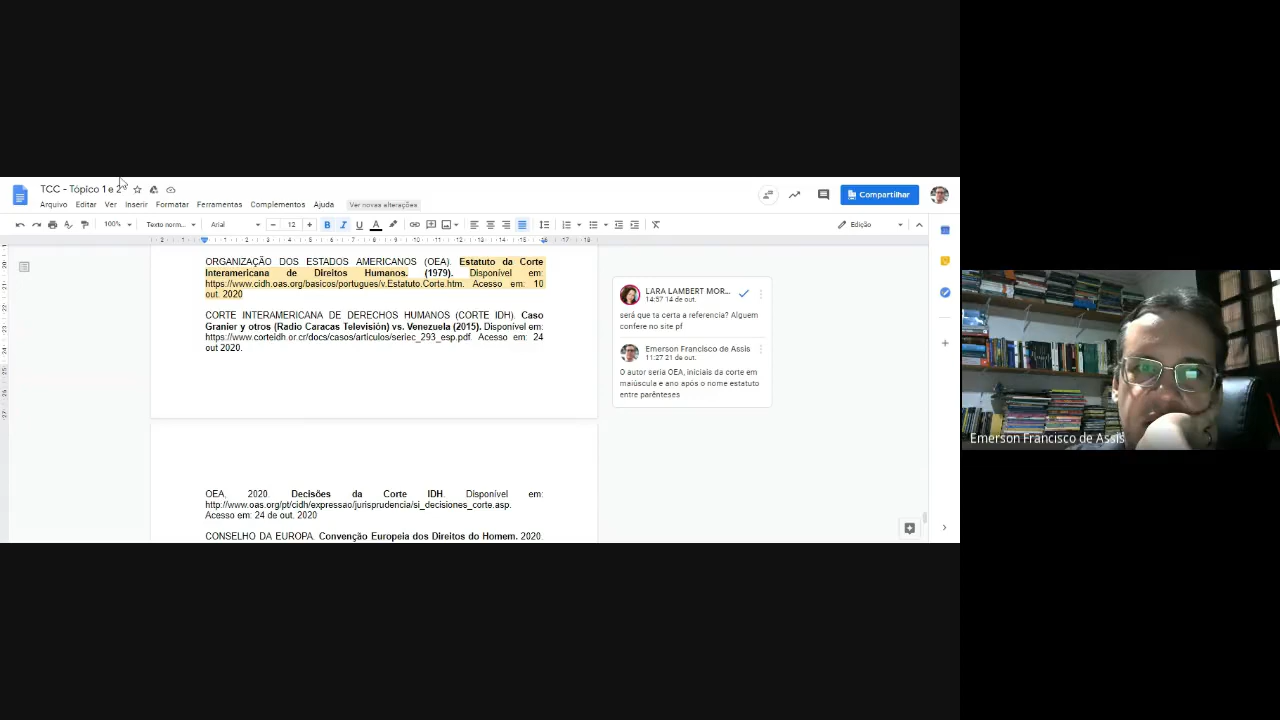 TCC - Tópico 1 e 2
Compartilhar
Arquivo Editar Ver Inserir Formatar Ferramentas Complementos Ajuda Ver novas alterações
100% Texto norm... Arial 12 B I U A Edição
ORGANIZAÇÃO DOS ESTADOS AMERICANOS (OEA). Estatuto da Corte
Interamericana de Direitos Humanos. (1979). Disponível em:
https://www.cidh.oas.org/basicos/portugues/v.Estatuto.Corte.htm. Acesso em: 10
out. 2020
CORTE INTERAMERICANA DE DERECHOS HUMANOS (CORTE IDH). Caso
Granier y otros (Radio Caracas Televisión) vs. Venezuela (2015). Disponível em:
https://www.corteidh.or.cr/docs/casos/articulos/seriec_293_esp.pdf. Acesso em: 24
out 2020.
LARA LAMBERT MOR...
14:57 14 de out.
será que ta certa a referencia? Alguem
confere no site pf
Emerson Francisco de Assis
11:27 21 de out.
O autor seria OEA, iniciais da corte em
maiúscula e ano após o nome estatuto
entre parênteses
OEA, 2020. Decisões da Corte IDH. Disponível em:
http://www.oas.org/pt/cidh/expressao/jurisprudencia/si_decisiones_corte.asp.
Acesso em: 24 de out. 2020
CONSELHO DA EUROPA. Convenção Europeia dos Direitos do Homem. 2020.
Emerson Francisco de Assis